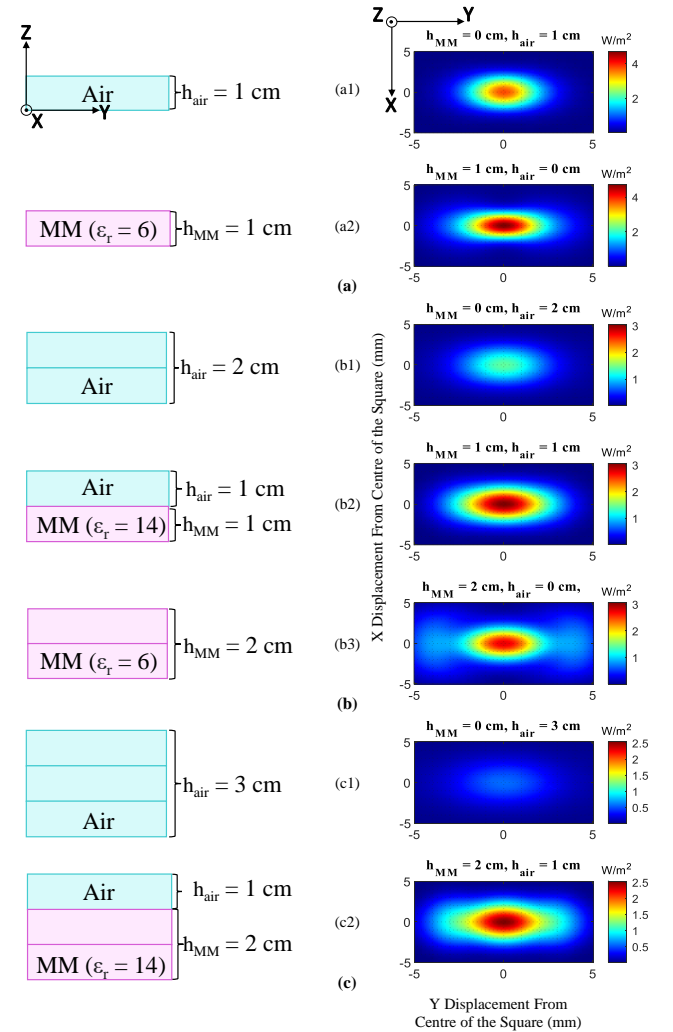 Z
Y
X
Air
h_air = 1 cm
Z
Y
X
(a1)
h_MM = 0 cm, h_air = 1 cm
W/m²
5
0
-5
-5
0
5
4
2
MM (ε_r = 6)
h_MM = 1 cm
(a2)
h_MM = 1 cm, h_air = 0 cm
W/m²
5
0
-5
-5
0
5
4
2
(a)
Air
h_air = 2 cm
(b1)
h_MM = 0 cm, h_air = 2 cm
W/m²
5
0
-5
-5
0
5
3
2
1
Air
h_air = 1 cm
MM (ε_r = 14)
h_MM = 1 cm
(b2)
h_MM = 1 cm, h_air = 1 cm
W/m²
5
0
-5
-5
0
5
3
2
1
X Displacement From Centre of the Square (mm)
MM (ε_r = 6)
h_MM = 2 cm
(b3)
h_MM = 2 cm, h_air = 0 cm,
W/m²
5
0
-5
-5
0
5
3
2
1
(b)
Air
h_air = 3 cm
(c1)
h_MM = 0 cm, h_air = 3 cm
W/m²
5
0
-5
-5
0
5
2.5
2
1.5
1
0.5
Air
h_air = 1 cm
MM (ε_r = 14)
h_MM = 2 cm
(c2)
h_MM = 2 cm, h_air = 1 cm
W/m²
5
0
-5
-5
0
5
2.5
2
1.5
1
0.5
(c)
Y Displacement From
Centre of the Square (mm)